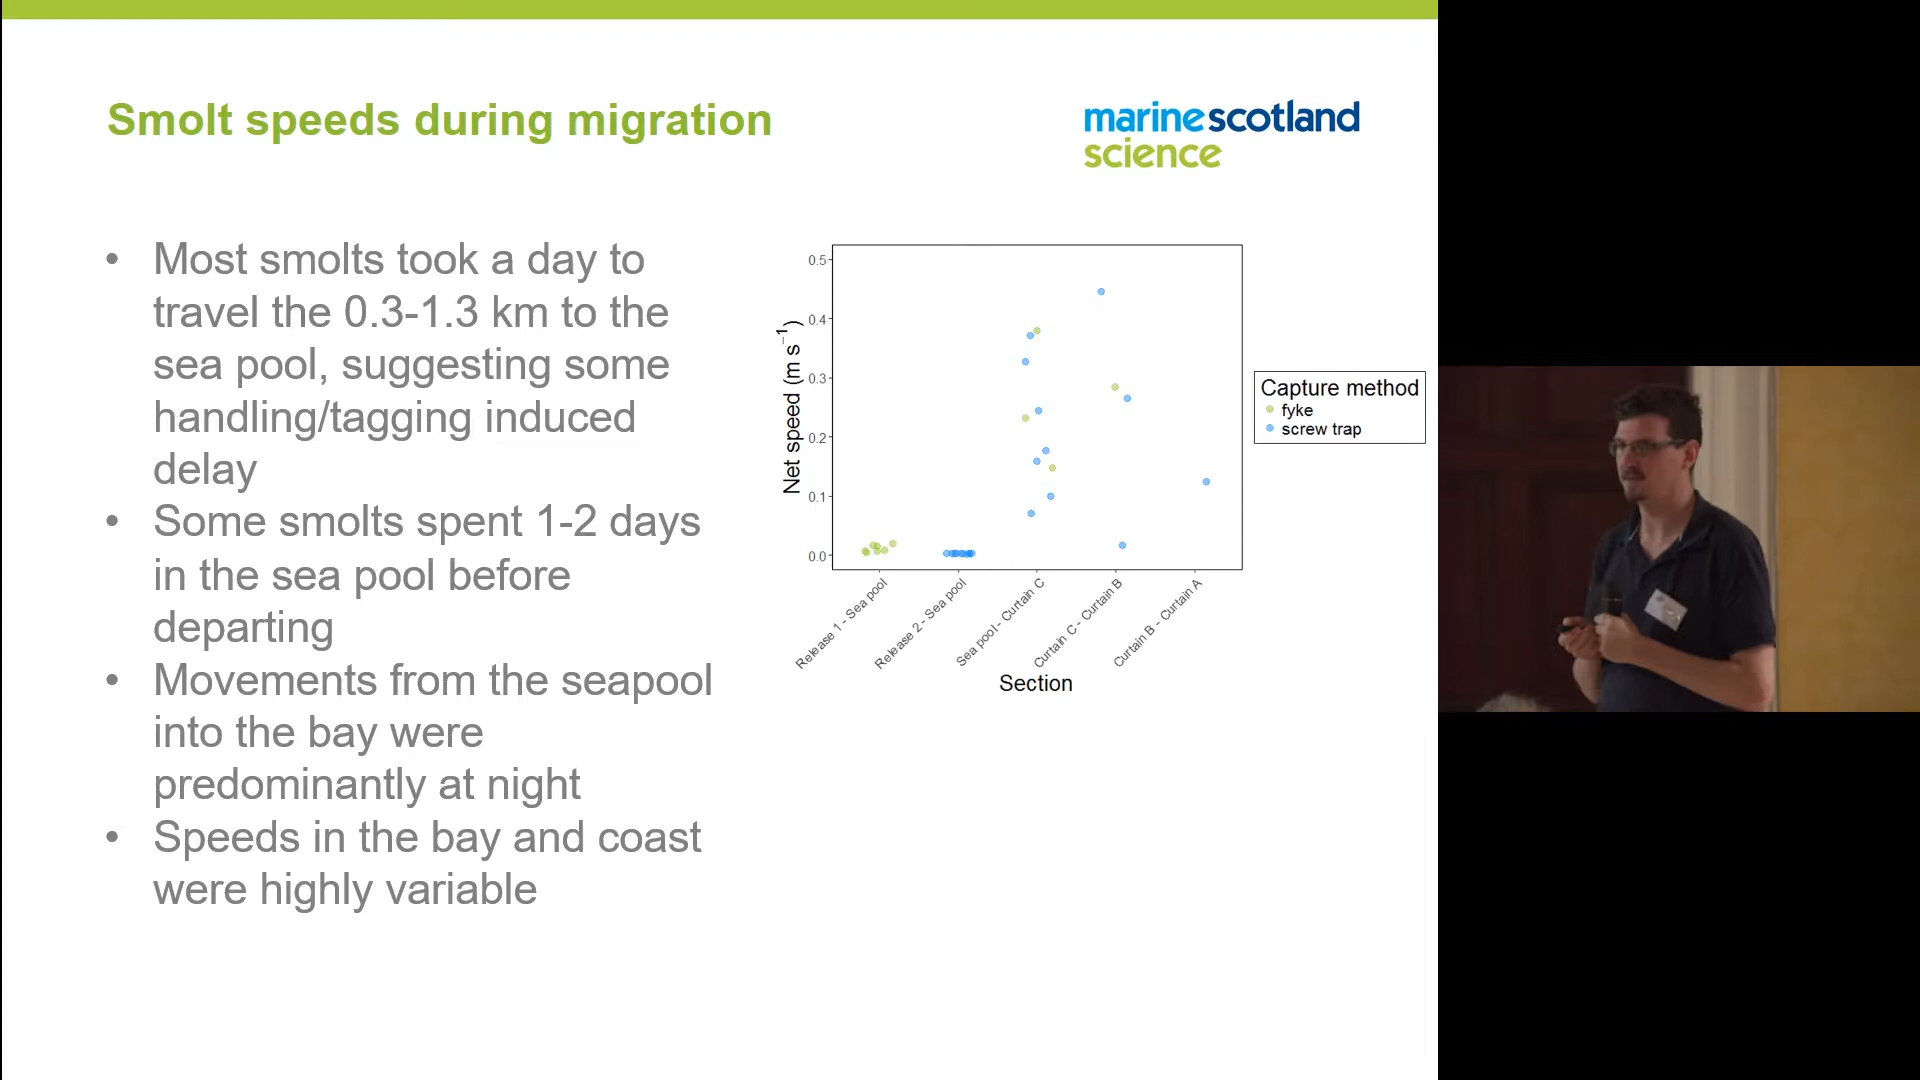 Smolt speeds during migration
marinescotland
science
• Most smolts took a day to
travel the 0.3-1.3 km to the
sea pool, suggesting some
handling/tagging induced
delay
• Some smolts spent 1-2 days
in the sea pool before
departing
• Movements from the seapool
into the bay were
predominantly at night
• Speeds in the bay and coast
were highly variable
Net speed (m s⁻¹)
0.5
0.4
0.3
0.2
0.1
0.0
Release 1 - Sea pool
Release 2 - Sea pool
Sea pool - Curtain C
Curtain C - Curtain B
Curtain B - Curtain A
Section
Capture method
fyke
screw trap